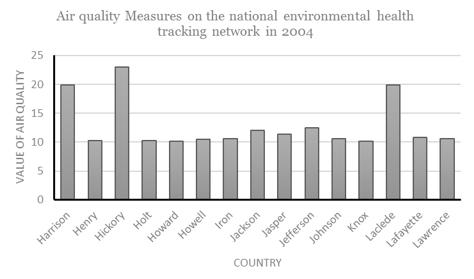 Air quality Measures on the national environmental health
tracking network in 2004
VALUE OF AIR QUALITY
25
20
15
10
5
0
Harrison
Henry
Hickory
Holt
Howard
Howell
Iron
Jackson
Jasper
Jefferson
Johnson
Knox
Laclede
Lafayette
Lawrence
COUNTRY